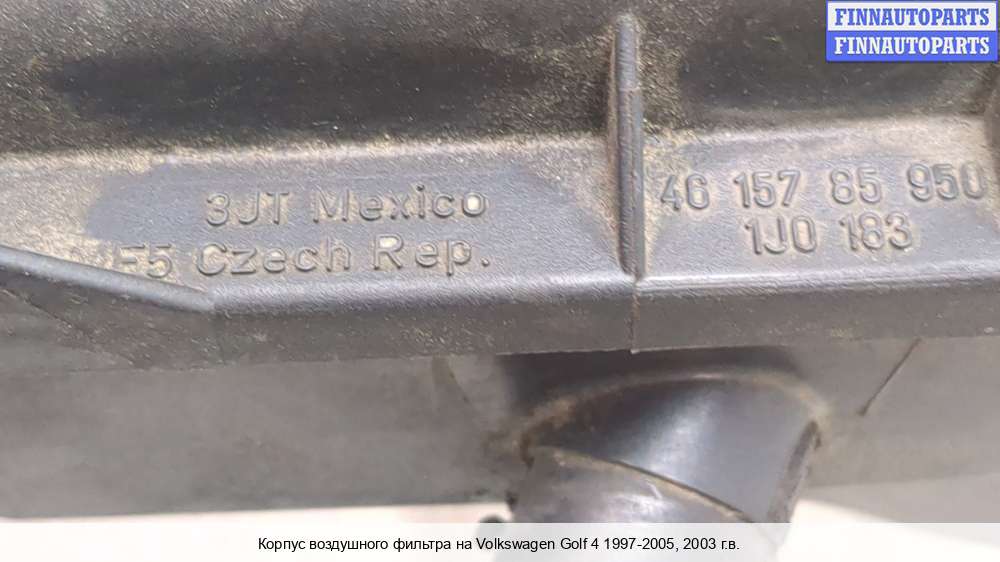 FINNAUTOPARTS
FINNAUTOPARTS
3JT Mexico
F5 Czech Rep.
46 157 85 950
1J0 183
Корпус воздушного фильтра на Volkswagen Golf 4 1997-2005, 2003 г.в.